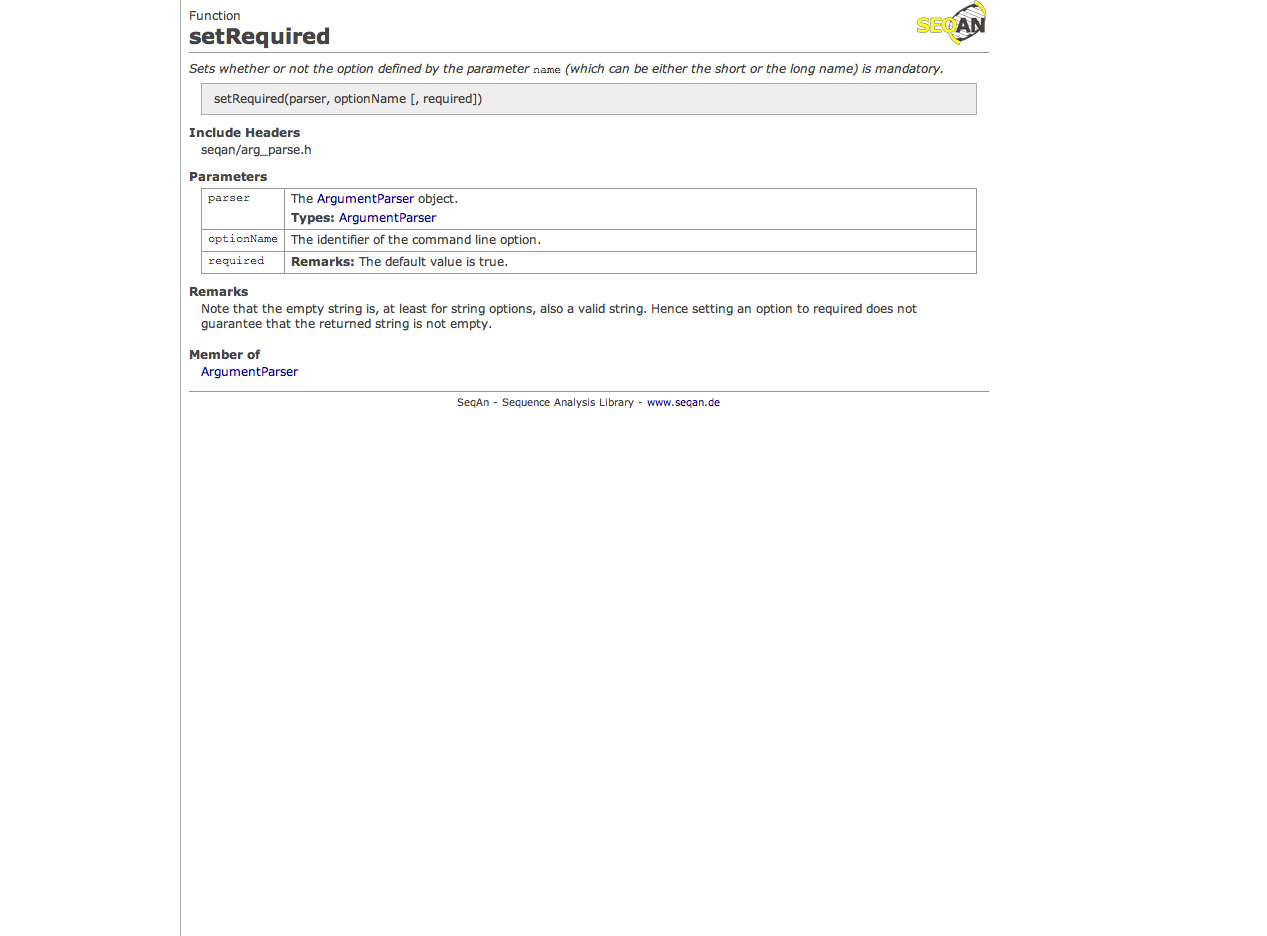 Function
SEQAN
setRequired
Sets whether or not the option defined by the parameter name (which can be either the short or the long name) is mandatory.
setRequired(parser, optionName [, required])
Include Headers
seqan/arg_parse.h
Parameters
parser The ArgumentParser object.
Types: ArgumentParser
optionName The identifier of the command line option.
required Remarks: The default value is true.
Remarks
Note that the empty string is, at least for string options, also a valid string. Hence setting an option to required does not
guarantee that the returned string is not empty.
Member of
ArgumentParser
SeqAn - Sequence Analysis Library - www.seqan.de